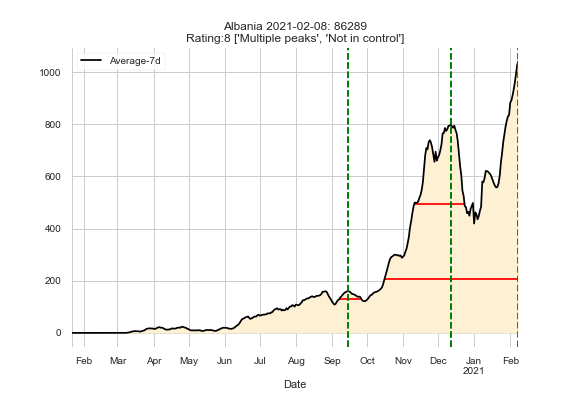 Albania 2021-02-08: 86289
Rating:8 ['Multiple peaks', 'Not in control']
Average-7d
1000
800
600
400
200
0
Feb Mar Apr May Jun Jul Aug Sep Oct Nov Dec Jan Feb
2021
Date